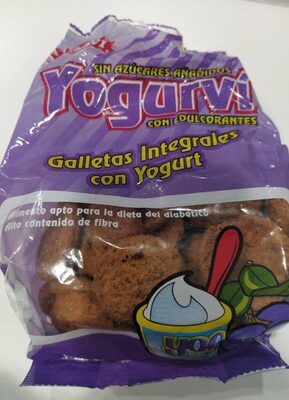 SIN AZÚCARES AÑADIDOS
Yogurvi
CON EDULCORANTES
Galletas Integrales
con Yogurt
Alimento apto para la dieta del diabético
Alto contenido de fibra
YOG